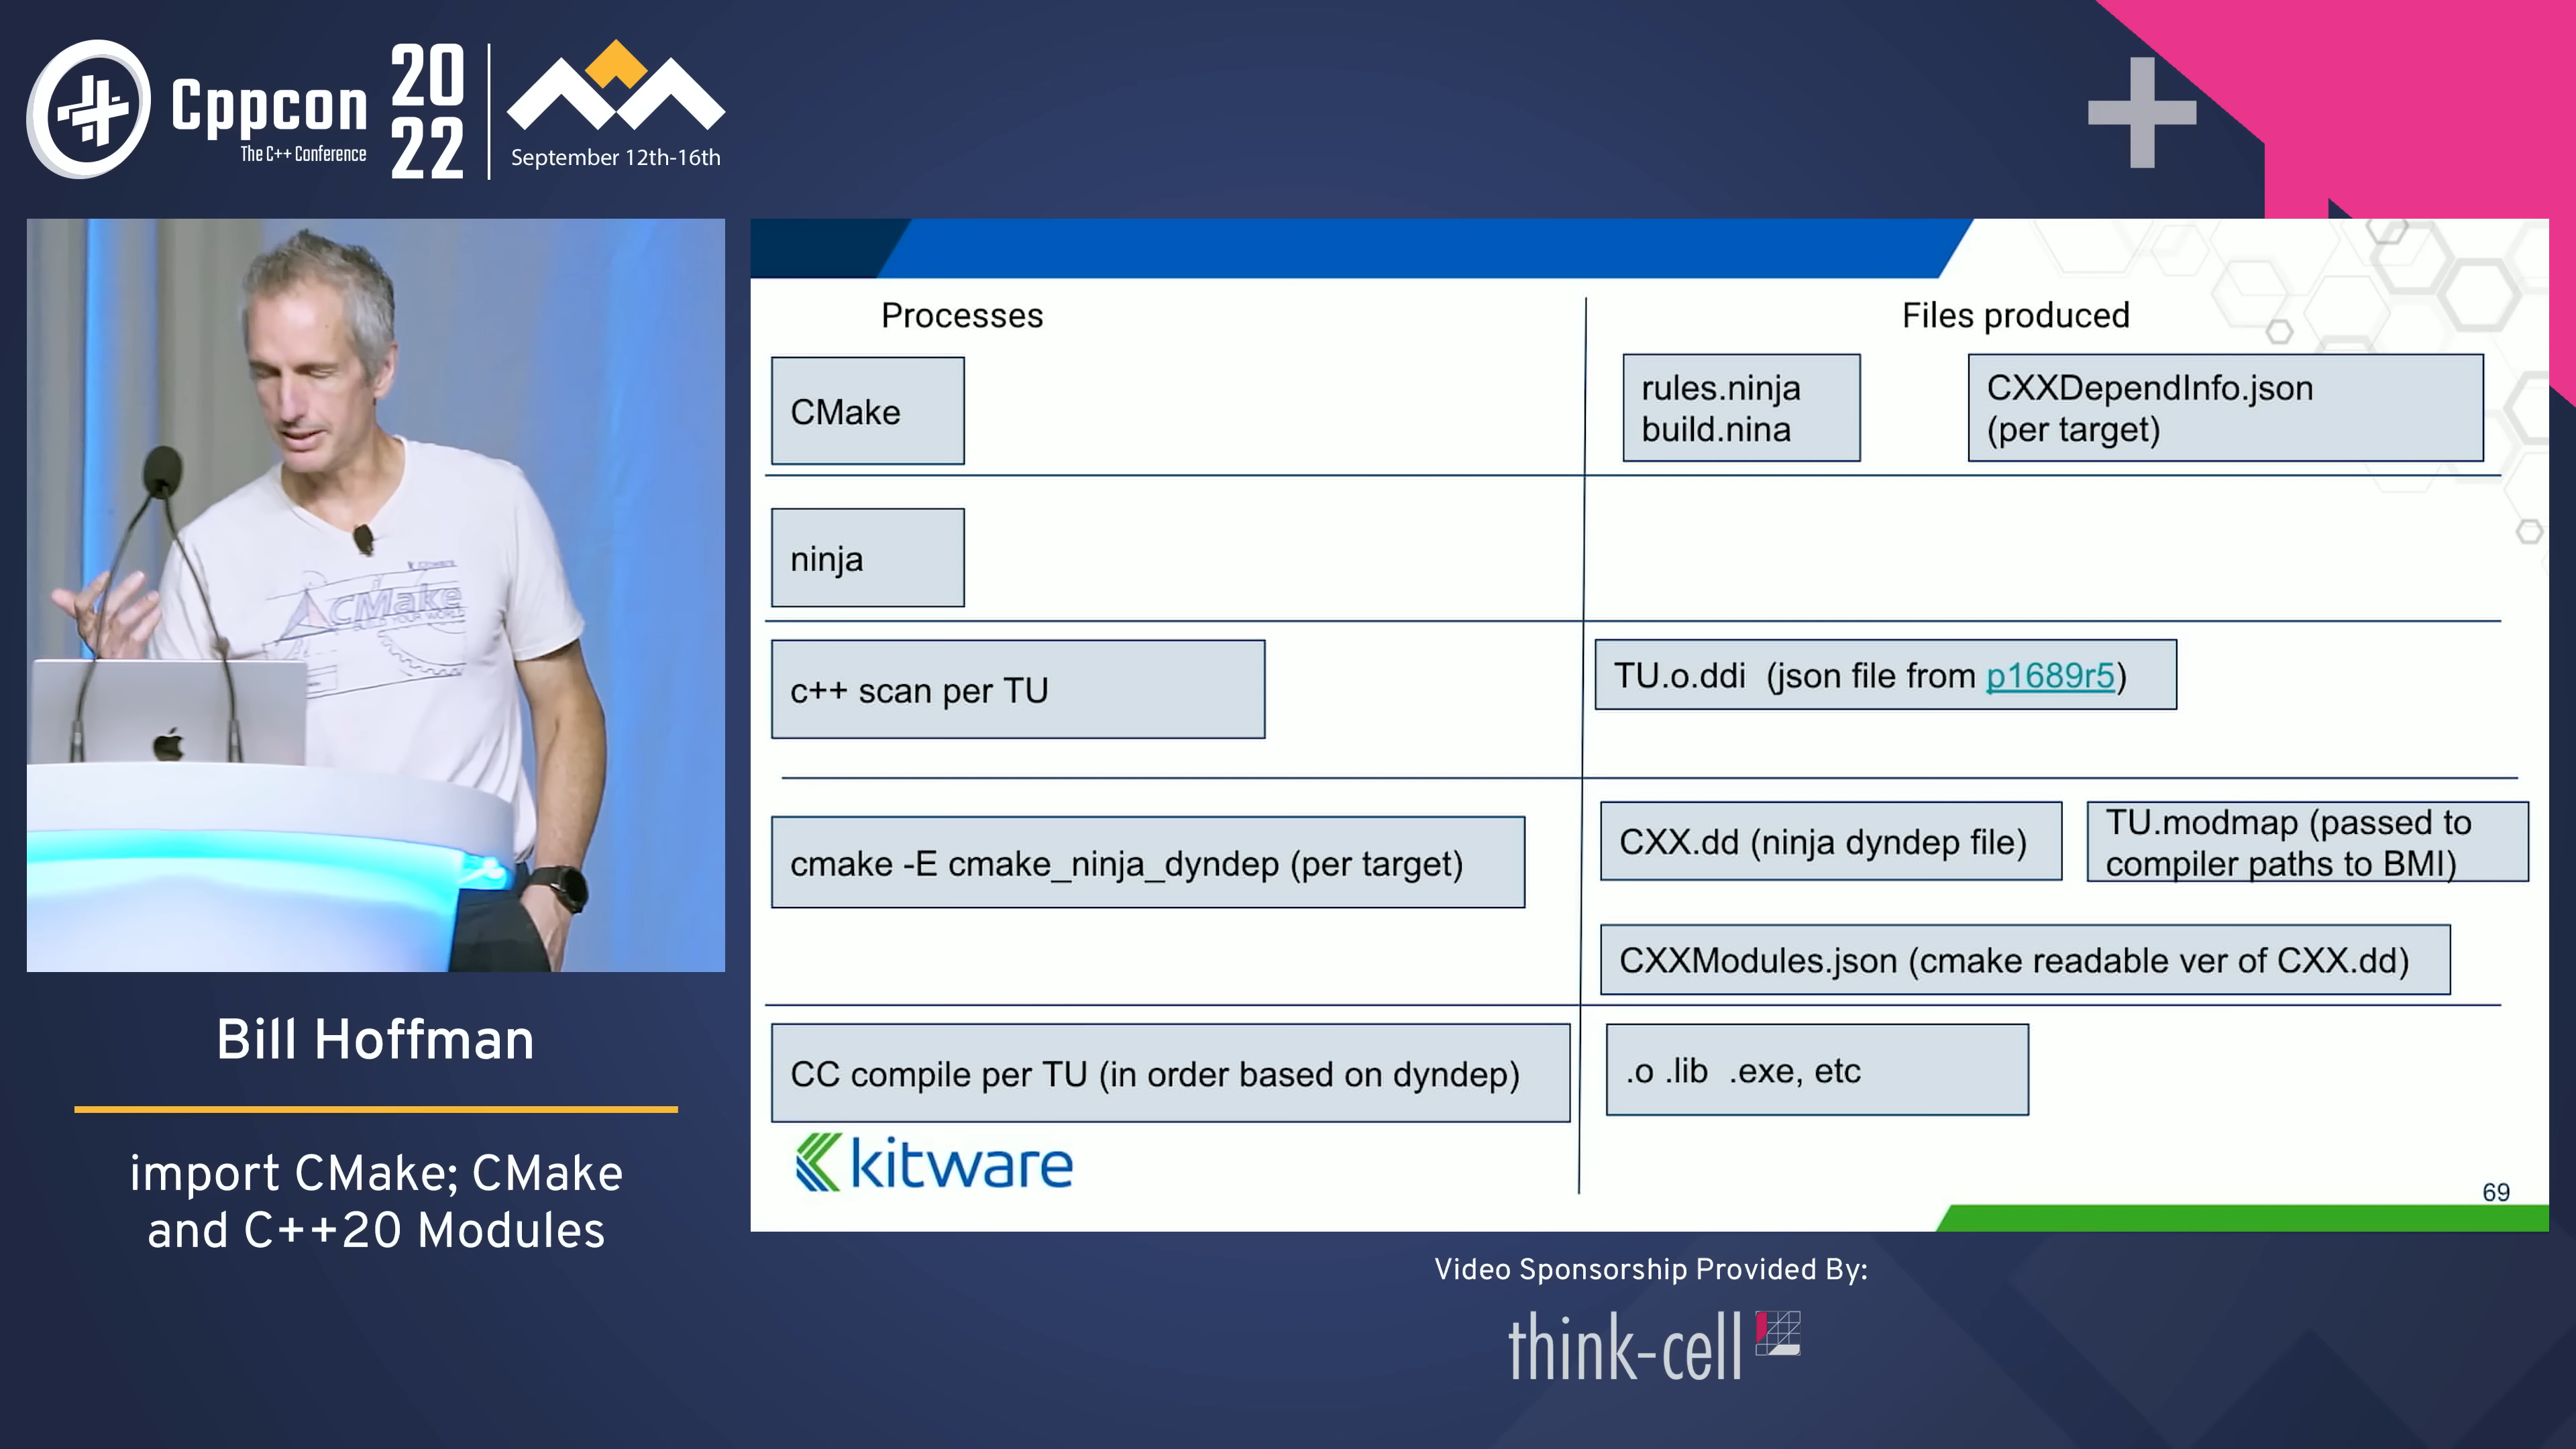 Cppcon
The C++ Conference
20
22
September 12th-16th
Processes
Files produced
CMake
rules.ninja
build.nina
CXXDependInfo.json
(per target)
ninja
c++ scan per TU
TU.o.ddi (json file from p1689r5)
cmake -E cmake_ninja_dyndep (per target)
CXX.dd (ninja dyndep file)
TU.modmap (passed to
compiler paths to BMI)
CXXModules.json (cmake readable ver of CXX.dd)
CC compile per TU (in order based on dyndep)
.o .lib .exe, etc
kitware
69
CMake
Bill Hoffman
import CMake; CMake
and C++20 Modules
Video Sponsorship Provided By:
think-cell